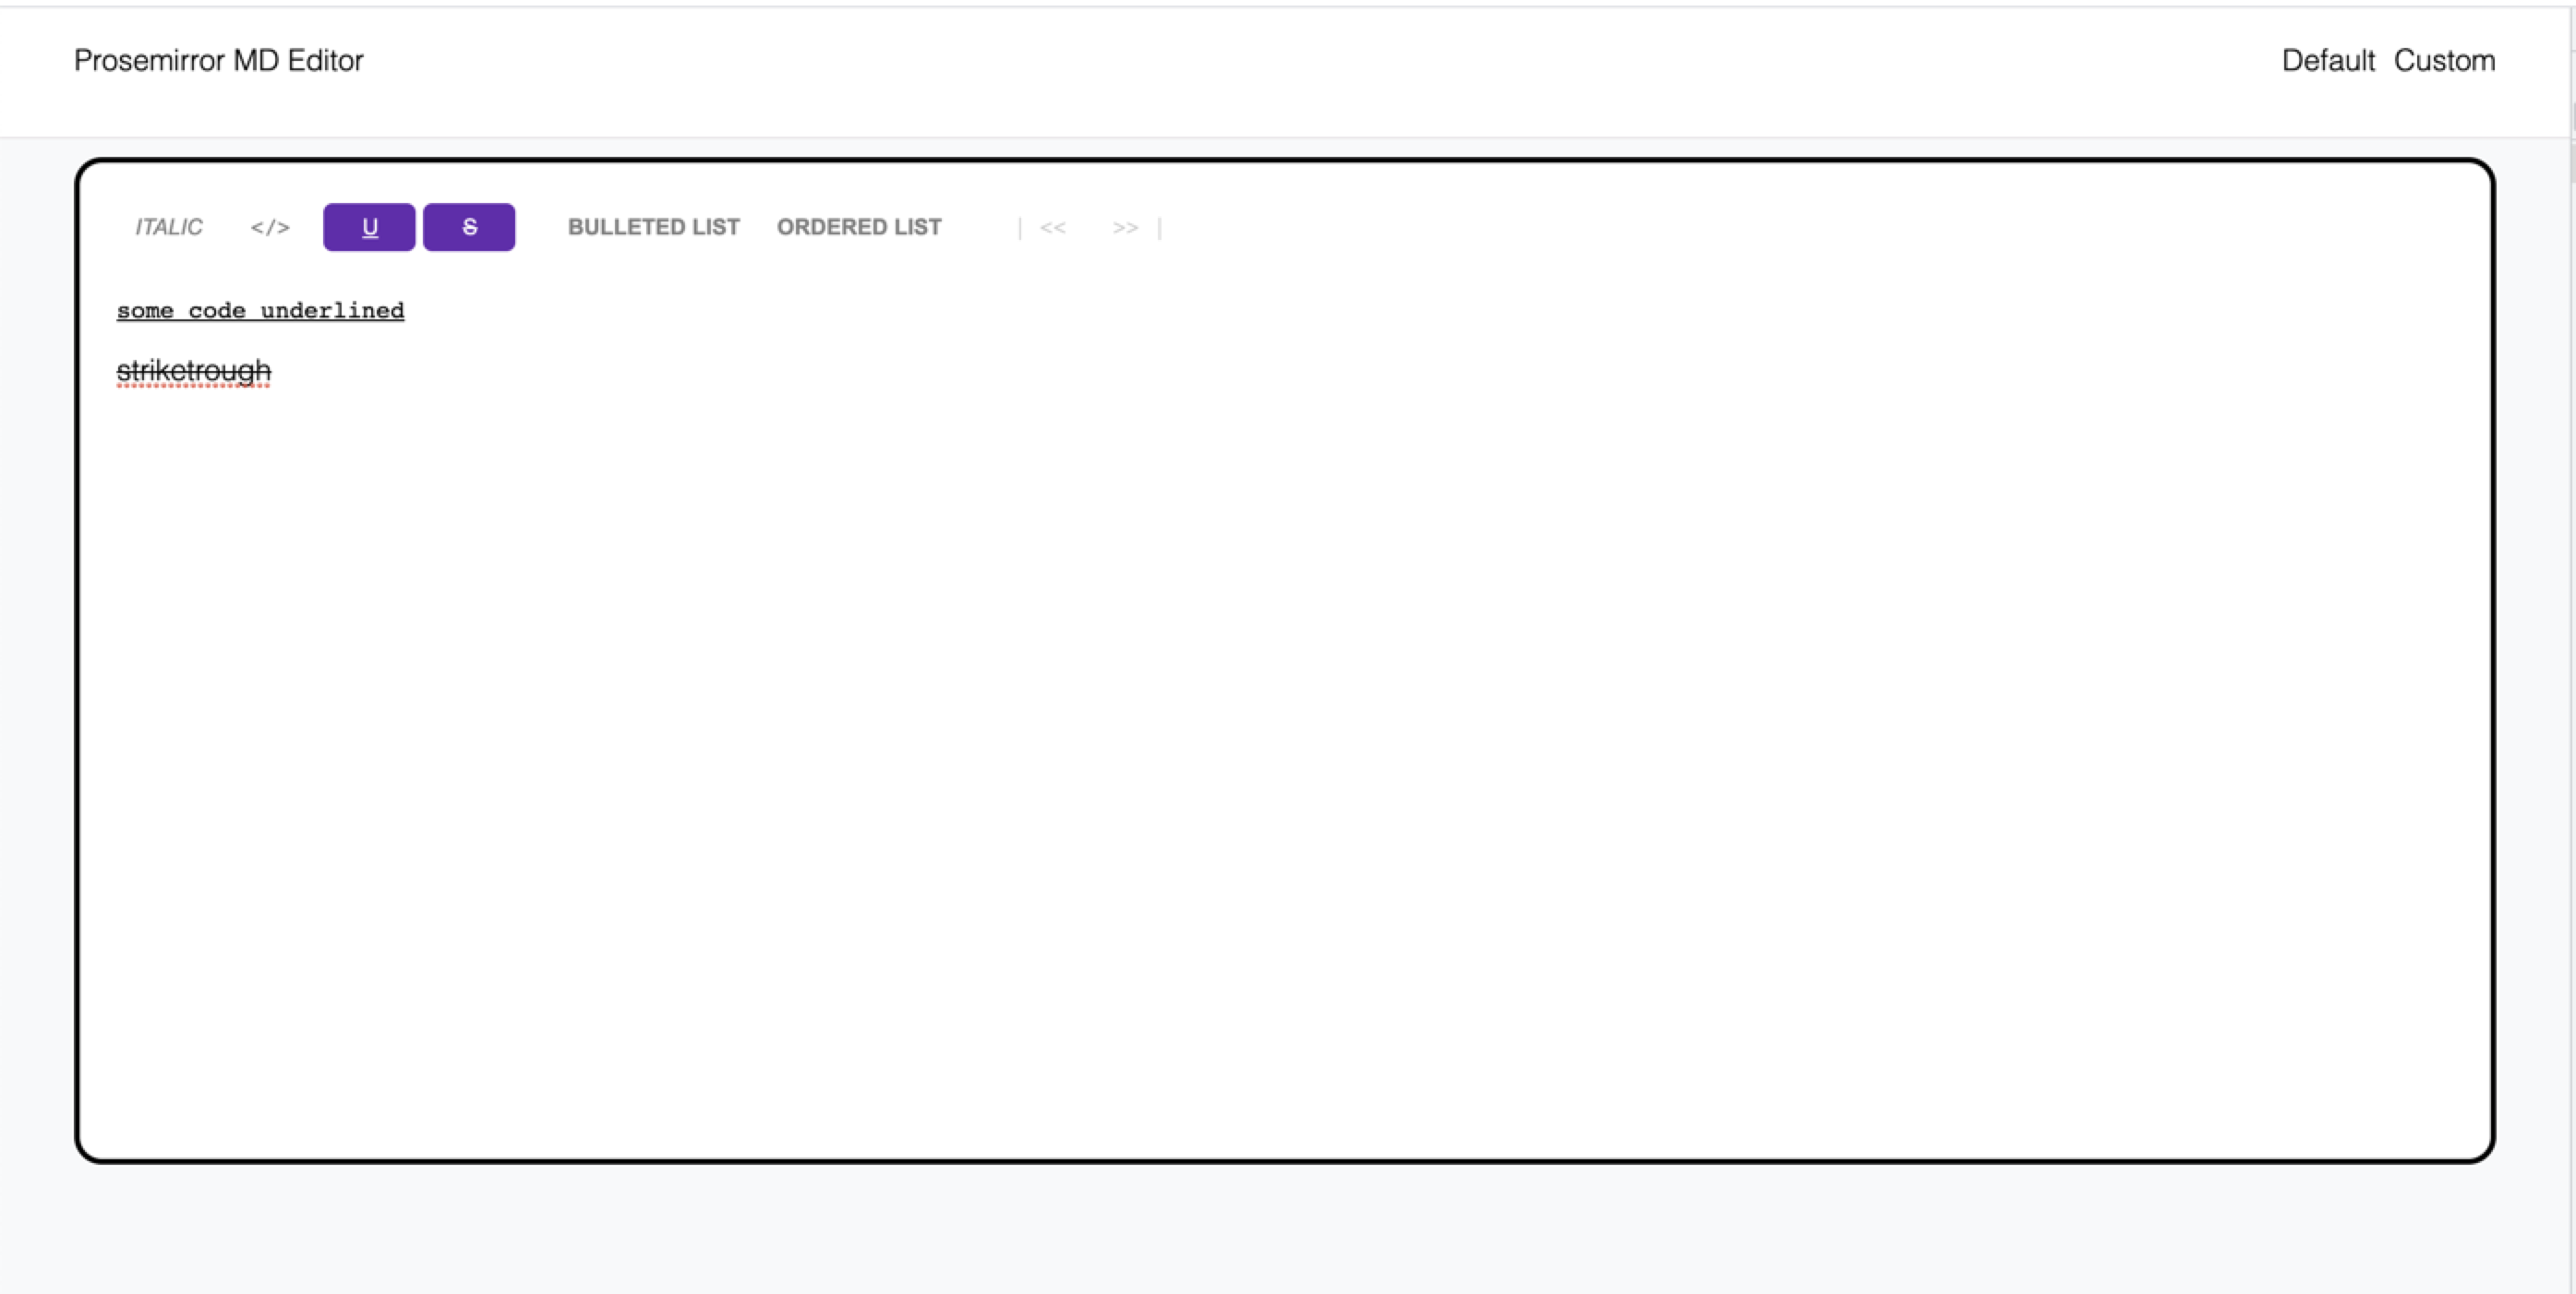 Prosemirror MD Editor
Default Custom
ITALIC </> U S BULLETED LIST ORDERED LIST | << >> |
some code underlined
striketrough